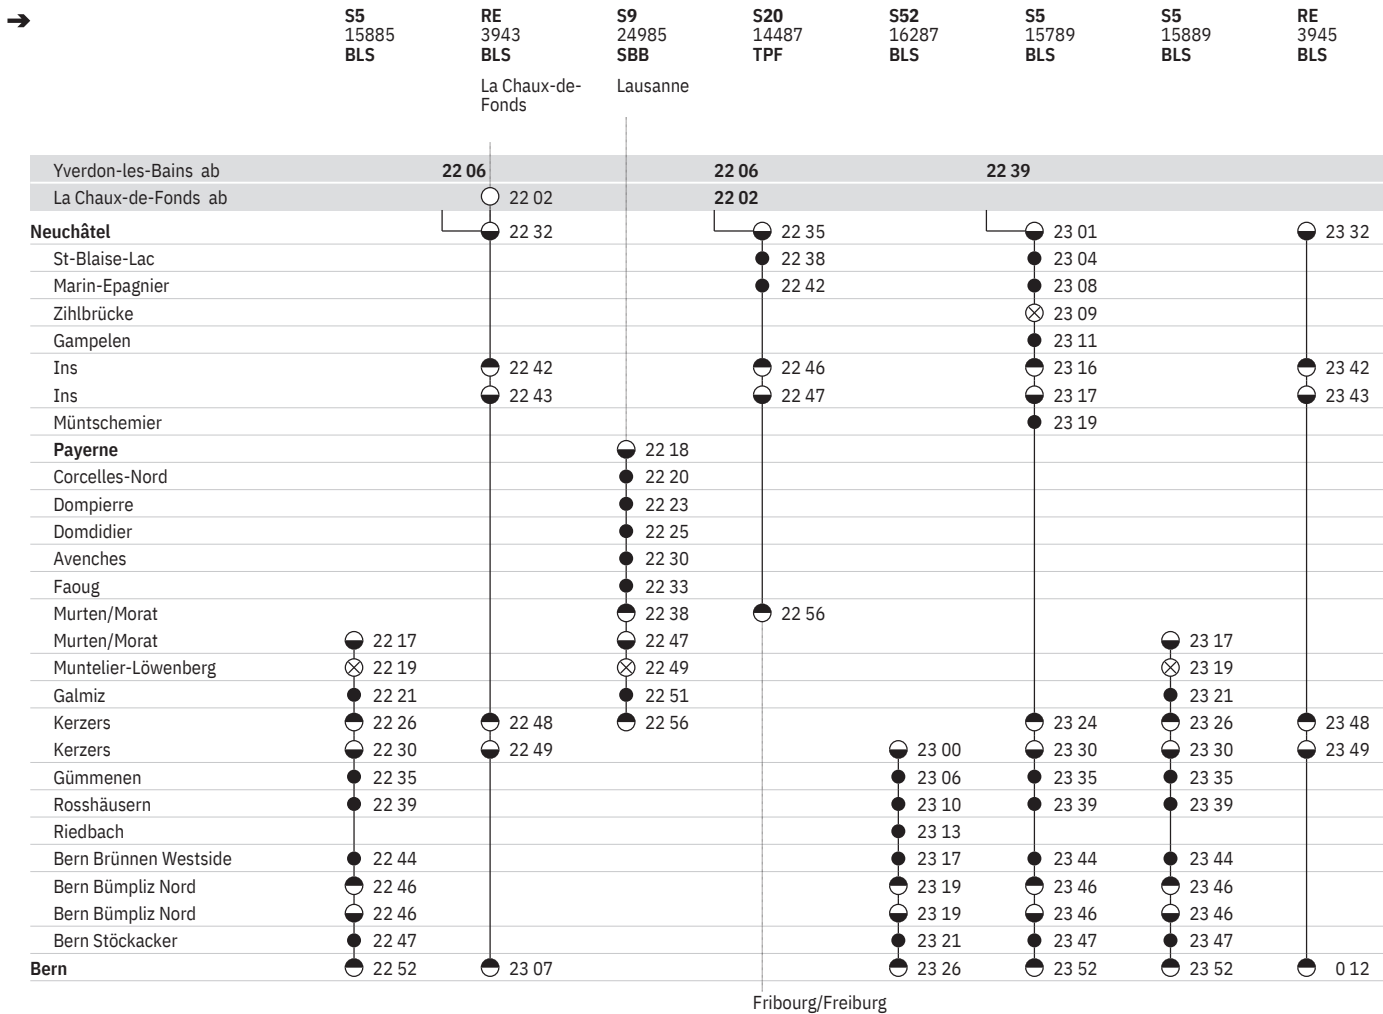 ➔ S5 RE S9 S20 S52 S5 S5 RE
15885 3943 24985 14487 16287 15789 15889 3945
BLS BLS SBB TPF BLS BLS BLS BLS
La Chaux-de- Lausanne
Fonds
Yverdon-les-Bains ab 22 06 22 06 22 39
La Chaux-de-Fonds ab 22 02 22 02
Neuchâtel 22 32 22 35 23 01 23 32
St-Blaise-Lac 22 38 23 04
Marin-Epagnier 22 42 23 08
Zihlbrücke 23 09
Gampelen 23 11
Ins 22 42 22 46 23 16 23 42
Ins 22 43 22 47 23 17 23 43
Müntschemier 23 19
Payerne 22 18
Corcelles-Nord 22 20
Dompierre 22 23
Domdidier 22 25
Avenches 22 30
Faoug 22 33
Murten/Morat 22 38 22 56
Murten/Morat 22 17 22 47 23 17
Muntelier-Löwenberg 22 19 22 49 23 19
Galmiz 22 21 22 51 23 21
Kerzers 22 26 22 48 22 56 23 24 23 26 23 48
Kerzers 22 30 22 49 23 00 23 30 23 30 23 49
Gümmenen 22 35 23 06 23 35 23 35
Rosshäusern 22 39 23 10 23 39 23 39
Riedbach 23 13
Bern Brünnen Westside 22 44 23 17 23 44 23 44
Bern Bümpliz Nord 22 46 23 19 23 46 23 46
Bern Bümpliz Nord 22 46 23 19 23 46 23 46
Bern Stöckacker 22 47 23 21 23 47 23 47
Bern 22 52 23 07 23 26 23 52 23 52 0 12
Fribourg/Freiburg